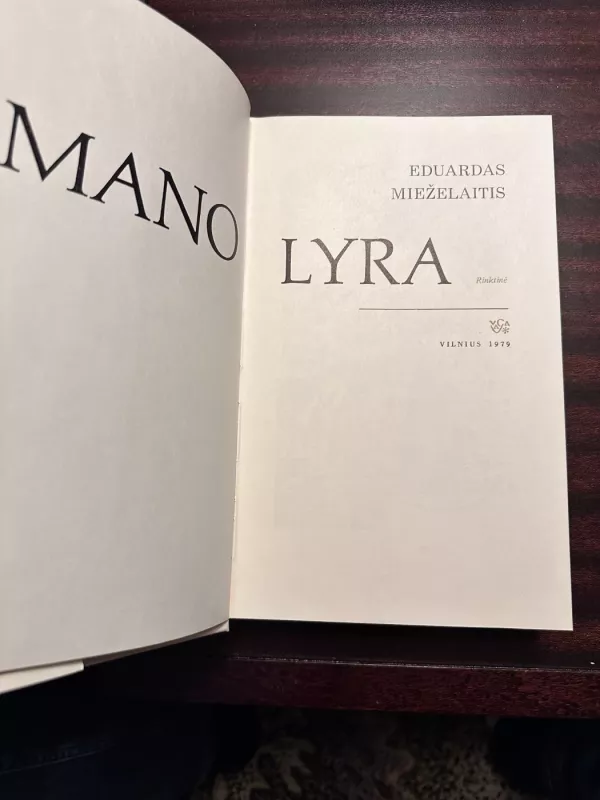 MANO
EDUARDAS
MIEŽELAITIS
LYRA
Rinktinė
VILNIUS 1979